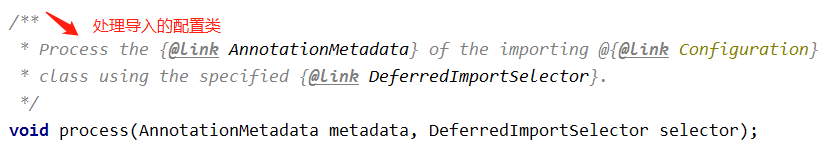 /**
处理导入的配置类
* Process the {@link AnnotationMetadata} of the importing @{@link Configuration}
* class using the specified {@link DeferredImportSelector}.
*/
void process(AnnotationMetadata metadata, DeferredImportSelector selector);